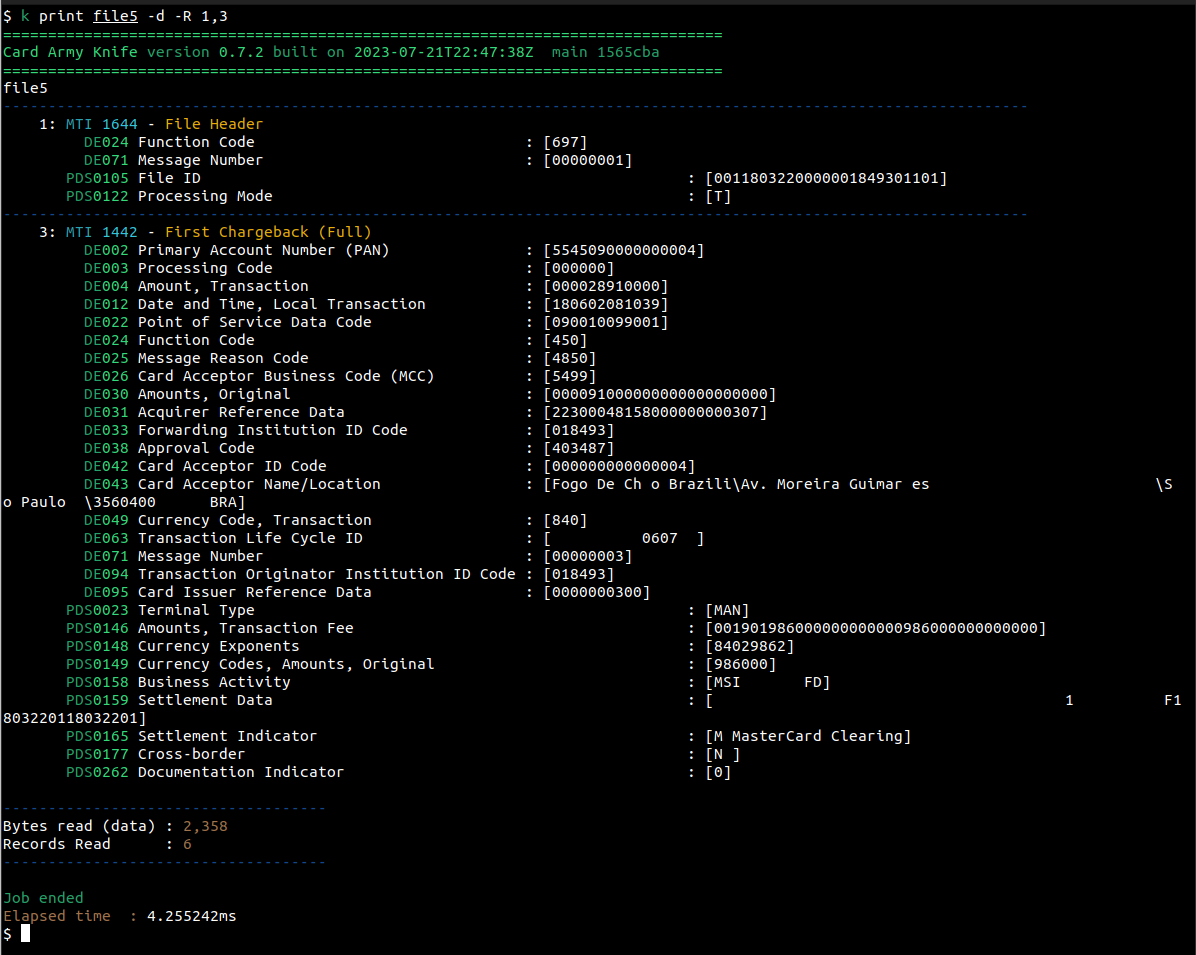 $ k print file5 -d -R 1,3
================================================================================
Card Army Knife version 0.7.2 built on 2023-07-21T22:47:38Z  main 1565cba
================================================================================
file5
------------------------------------------------------------------------------------------------------------------
    1: MTI 1644 - File Header
         DE024 Function Code                              : [697]
         DE071 Message Number                             : [00000001]
       PDS0105 File ID                                                      : [0011803220000001849301101]
       PDS0122 Processing Mode                                              : [T]
------------------------------------------------------------------------------------------------------------------
    3: MTI 1442 - First Chargeback (Full)
         DE002 Primary Account Number (PAN)               : [5545090000000004]
         DE003 Processing Code                            : [000000]
         DE004 Amount, Transaction                        : [000028910000]
         DE012 Date and Time, Local Transaction           : [180602081039]
         DE022 Point of Service Data Code                 : [090010099001]
         DE024 Function Code                              : [450]
         DE025 Message Reason Code                        : [4850]
         DE026 Card Acceptor Business Code (MCC)          : [5499]
         DE030 Amounts, Original                          : [000091000000000000000000]
         DE031 Acquirer Reference Data                    : [22300048158000000000307]
         DE033 Forwarding Institution ID Code             : [018493]
         DE038 Approval Code                              : [403487]
         DE042 Card Acceptor ID Code                      : [000000000000004]
         DE043 Card Acceptor Name/Location                : [Fogo De Ch o Brazili\Av. Moreira Guimar es                         \S
o Paulo  \3560400      BRA]
         DE049 Currency Code, Transaction                 : [840]
         DE063 Transaction Life Cycle ID                  : [          0607  ]
         DE071 Message Number                             : [00000003]
         DE094 Transaction Originator Institution ID Code : [018493]
         DE095 Card Issuer Reference Data                 : [0000000300]
       PDS0023 Terminal Type                                                : [MAN]
       PDS0146 Amounts, Transaction Fee                                     : [001901986000000000000986000000000000]
       PDS0148 Currency Exponents                                           : [84029862]
       PDS0149 Currency Codes, Amounts, Original                            : [986000]
       PDS0158 Business Activity                                            : [MSI       FD]
       PDS0159 Settlement Data                                              : [                                       1          F1
803220118032201]
       PDS0165 Settlement Indicator                                         : [M MasterCard Clearing]
       PDS0177 Cross-border                                                 : [N ]
       PDS0262 Documentation Indicator                                      : [0]
------------------------------------
Bytes read (data) : 2,358
Records Read      : 6
------------------------------------
Job ended
Elapsed time  : 4.255242ms
$